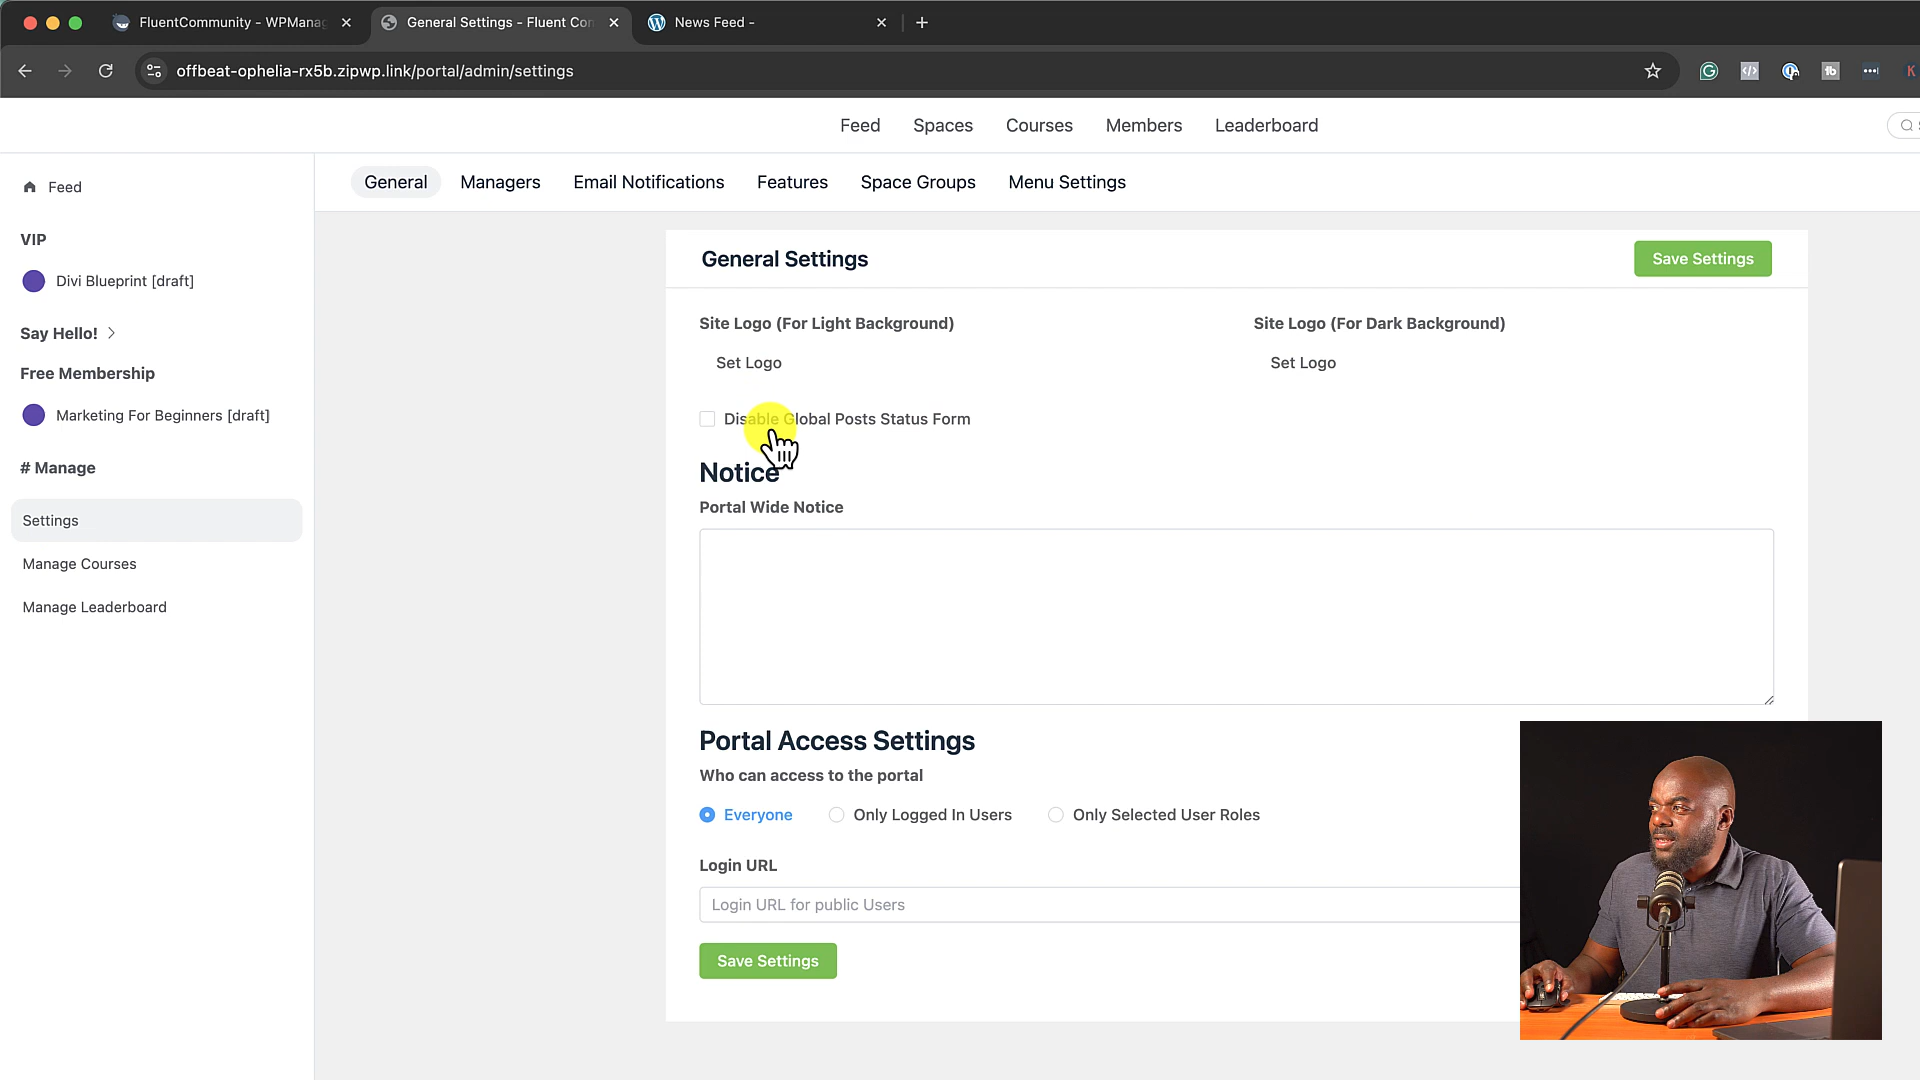 FluentCommunity - WPManag
General Settings - Fluent Con
News Feed -
offbeat-ophelia-rx5b.zipwp.link/portal/admin/settings
Feed
Spaces
Courses
Members
Leaderboard
Feed
VIP
Divi Blueprint [draft]
Say Hello!
Free Membership
Marketing For Beginners [draft]
# Manage
Settings
Manage Courses
Manage Leaderboard
General
Managers
Email Notifications
Features
Space Groups
Menu Settings
General Settings
Save Settings
Site Logo (For Light Background)
Site Logo (For Dark Background)
Set Logo
Set Logo
Disable Global Posts Status Form
Notice
Portal Wide Notice
Portal Access Settings
Who can access to the portal
Everyone
Only Logged In Users
Only Selected User Roles
Login URL
Login URL for public Users
Save Settings